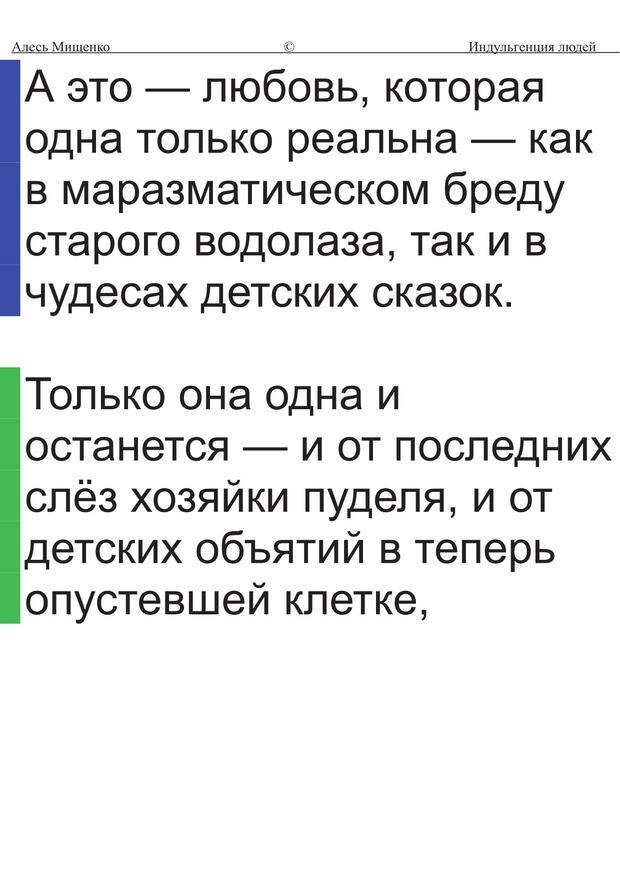 Алесь Мищенко © Индульгенция людей
А это — любовь, которая
одна только реальна — как
в маразматическом бреду
старого водолаза, так и в
чудесах детских сказок.
Только она одна и
останется — и от последних
слёз хозяйки пуделя, и от
детских объятий в теперь
опустевшей клетке,